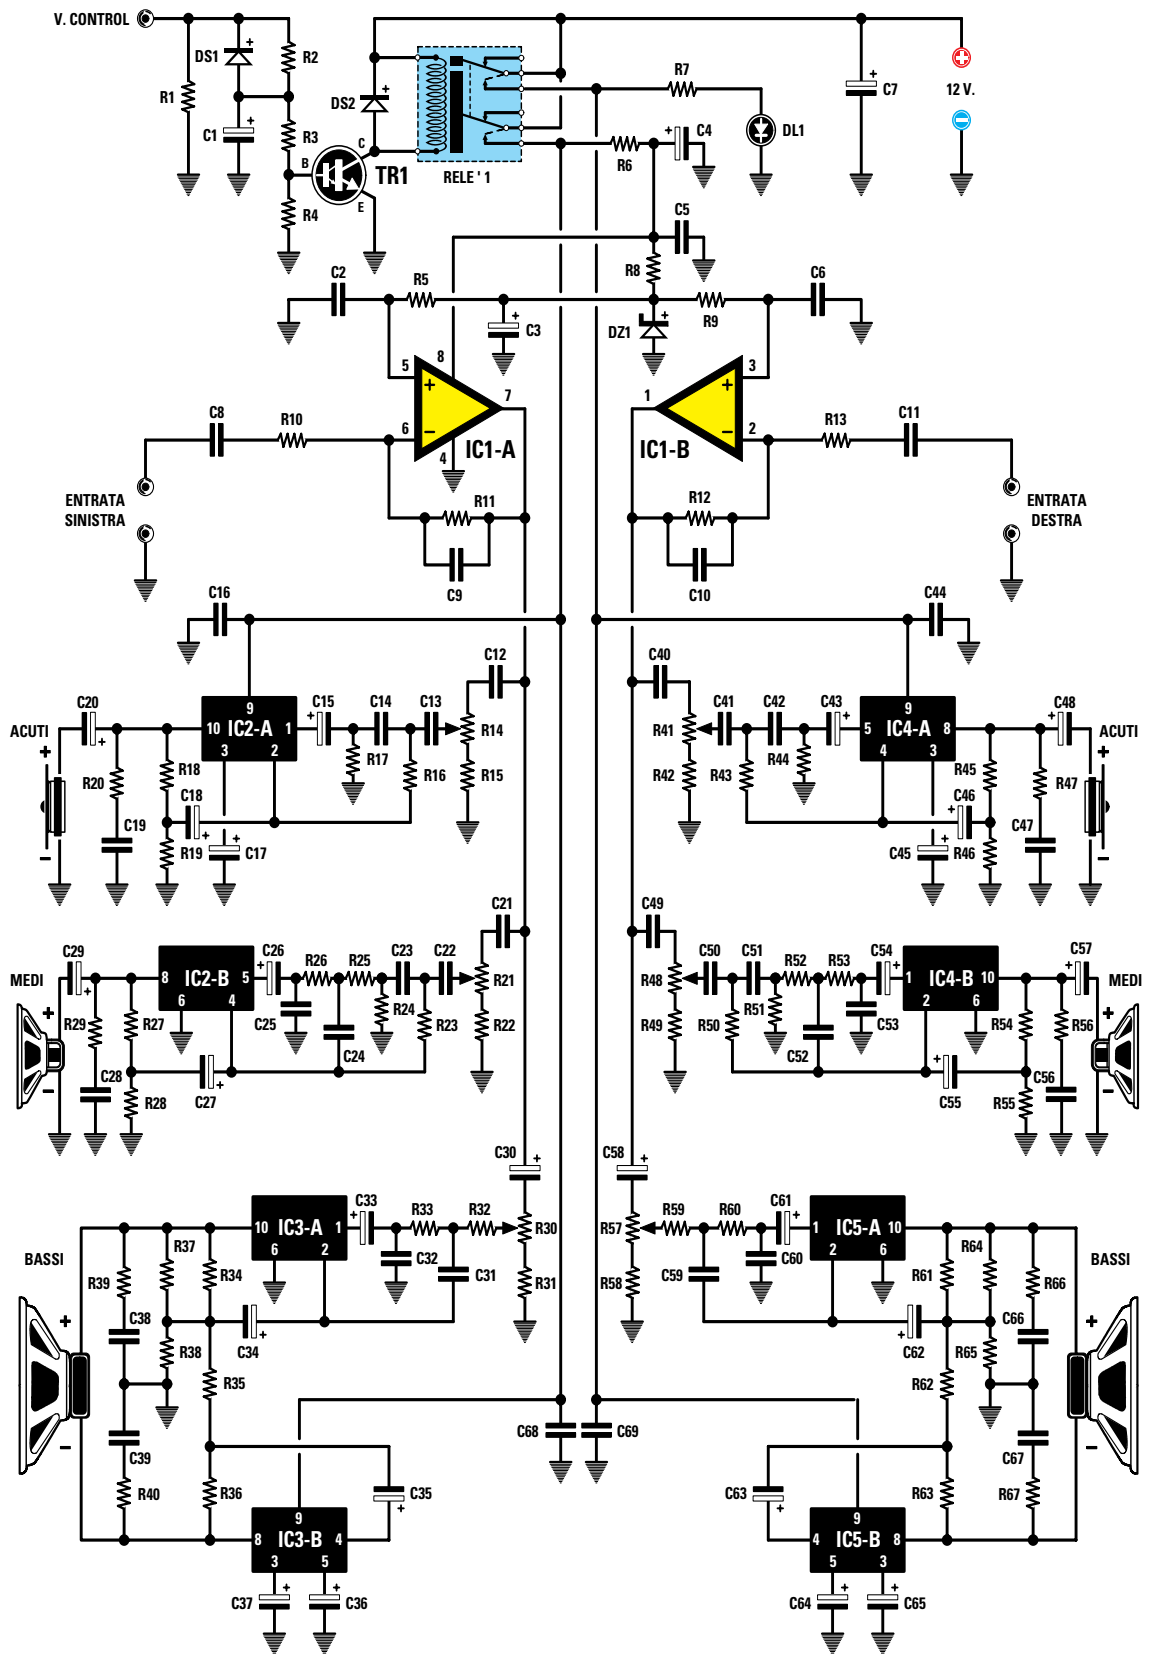 V. CONTROL
DS1
R2
R1
C1
R3
B
C
E
R4
TR1
DS2
RELE ' 1
R7
C7
12 V.
DL1
C4
R6
C5
R8
C2
R5
C3
DZ1
R9
C6
5
8
7
6
4
IC1-A
1
3
2
IC1-B
C8
R10
R13
C11
ENTRATA
SINISTRA
R11
C9
R12
C10
ENTRATA
DESTRA
C16
C44
C12
C40
C20
ACUTI
9
10 IC2-A 1
3 2
C15
C14
C13
R14
R17
R16
R15
R20
R18
C18
C19
R19
C17
R41
C41
C42
C43
R42
R43
R44
9
5 IC4-A 8
4 3
C48
ACUTI
R45
R47
C46
C47
C45
R46
C21
C49
C29
MEDI
8 IC2-B 5
6 4
C26
R26
R25
C23
C22
R21
R29
R27
C25
C24
R24
R23
R22
C28
R28
C27
R48
C50
C51
R52
R53
C54
R49
R50
R51
C52
C53
1 IC4-B 10
2 6
C57
MEDI
R54
R56
C55
R55
C56
C30
C58
BASSI
10 IC3-A 1
6 2
C33
R33
R32
R30
R39
R37
R34
C32
C31
R31
C38
R38
C34
R35
C39
R40
R36
C35
9
8 IC3-B 4
3 5
C37
C36
C68
C69
R57
R59
R60
C61
R58
C59
C60
1 IC5-A 10
2 6
BASSI
R61
R64
R66
C62
C66
R65
R62
C67
C63
R63
R67
9
4 IC5-B 8
5 3
C64
C65